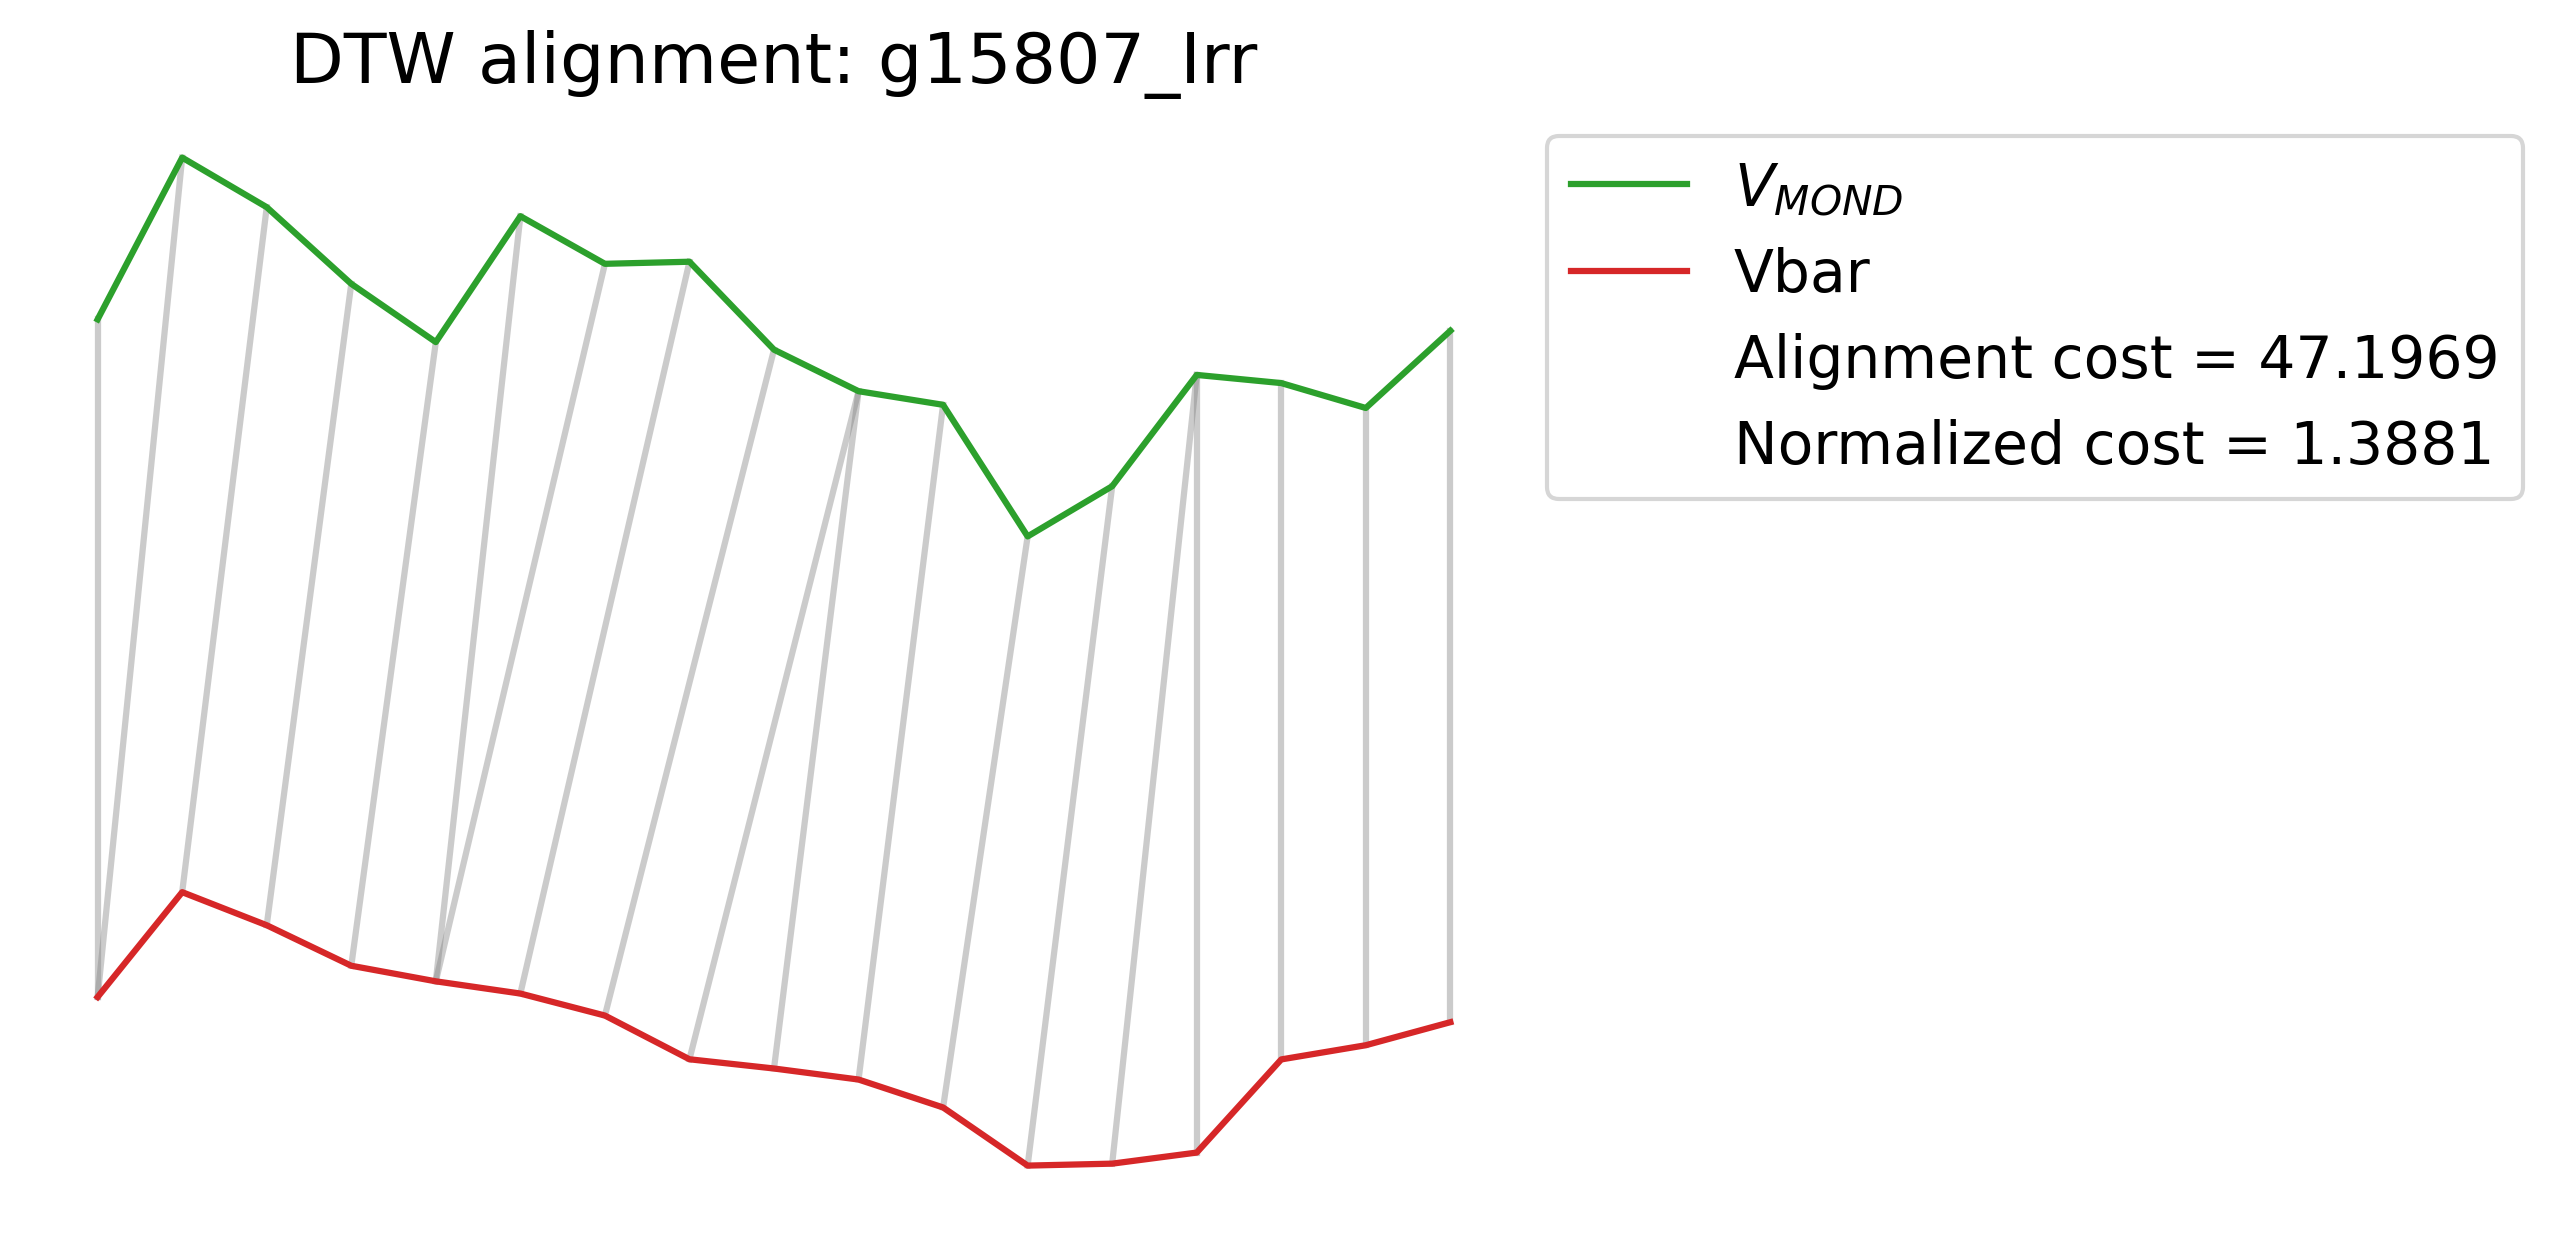 DTW alignment: g15807_Irr
V_MOND
Vbar
Alignment cost = 47.1969
Normalized cost = 1.3881